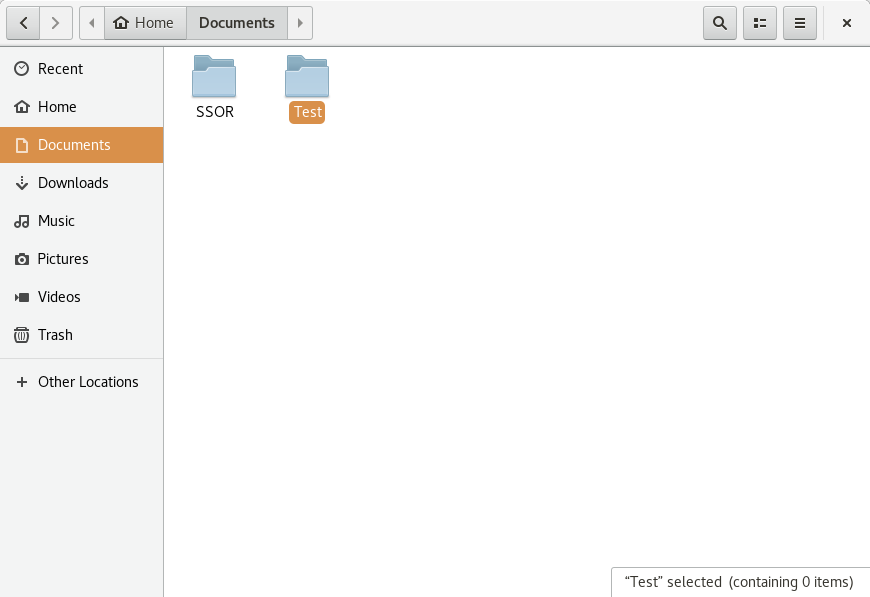 Home Documents
Recent
Home
Documents
Downloads
Music
Pictures
Videos
Trash
Other Locations
SSOR Test
“Test” selected (containing 0 items)